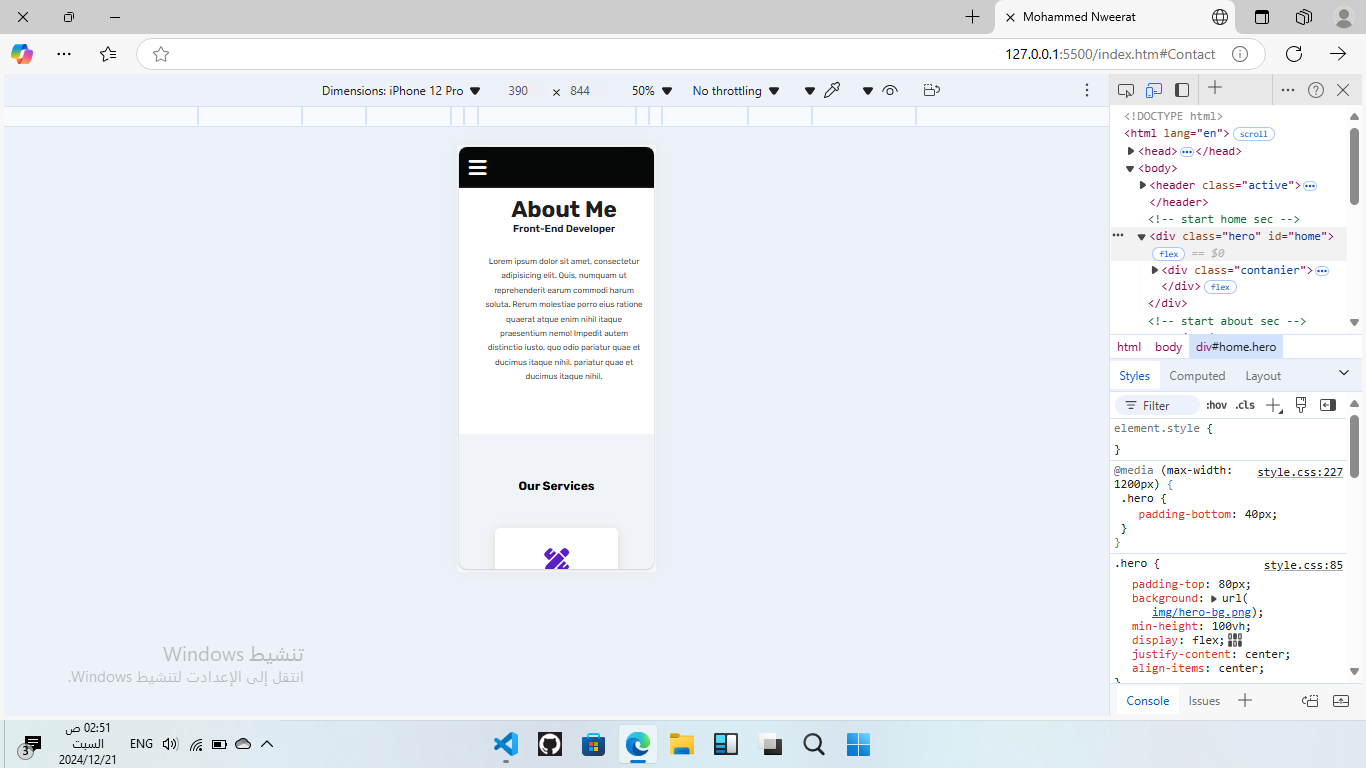 Mohammed Nweerat
127.0.0.1:5500/index.htm#Contact
Dimensions: iPhone 12 Pro 390 × 844 50% No throttling
About Me
Front-End Developer
Lorem ipsum dolor sit amet, consectetur
adipisicing elit. Quis, numquam ut
reprehenderit earum commodi harum
soluta. Rerum molestiae porro eius ratione
quaerat atque enim nihil itaque
praesentium nemo! Impedit autem
distinctio iusto, quo odio pariatur quae et
ducimus itaque nihil. pariatur quae et
ducimus itaque nihil.
Our Services
<!DOCTYPE html>
<html lang="en"> scroll
<head> ••• </head>
<body>
<header class="active"> •••
</header>
<!-- start home sec -->
<div class="hero" id="home">
flex == $0
<div class="contanier"> •••
</div> flex
</div>
<!-- start about sec -->
html body div#home.hero
Styles Computed Layout
Filter :hov .cls
element.style {
}
@media (max-width: style.css:227
1200px) {
.hero {
padding-bottom: 40px;
}
}
.hero { style.css:85
padding-top: 80px;
background: url(
img/hero-bg.png);
min-height: 100vh;
display: flex;
justify-content: center;
align-items: center;
}
Console Issues
تنشيط Windows
انتقل إلى الإعدادات لتنشيط Windows.
3
02:51 ص
السبت
2024/12/21
ENG